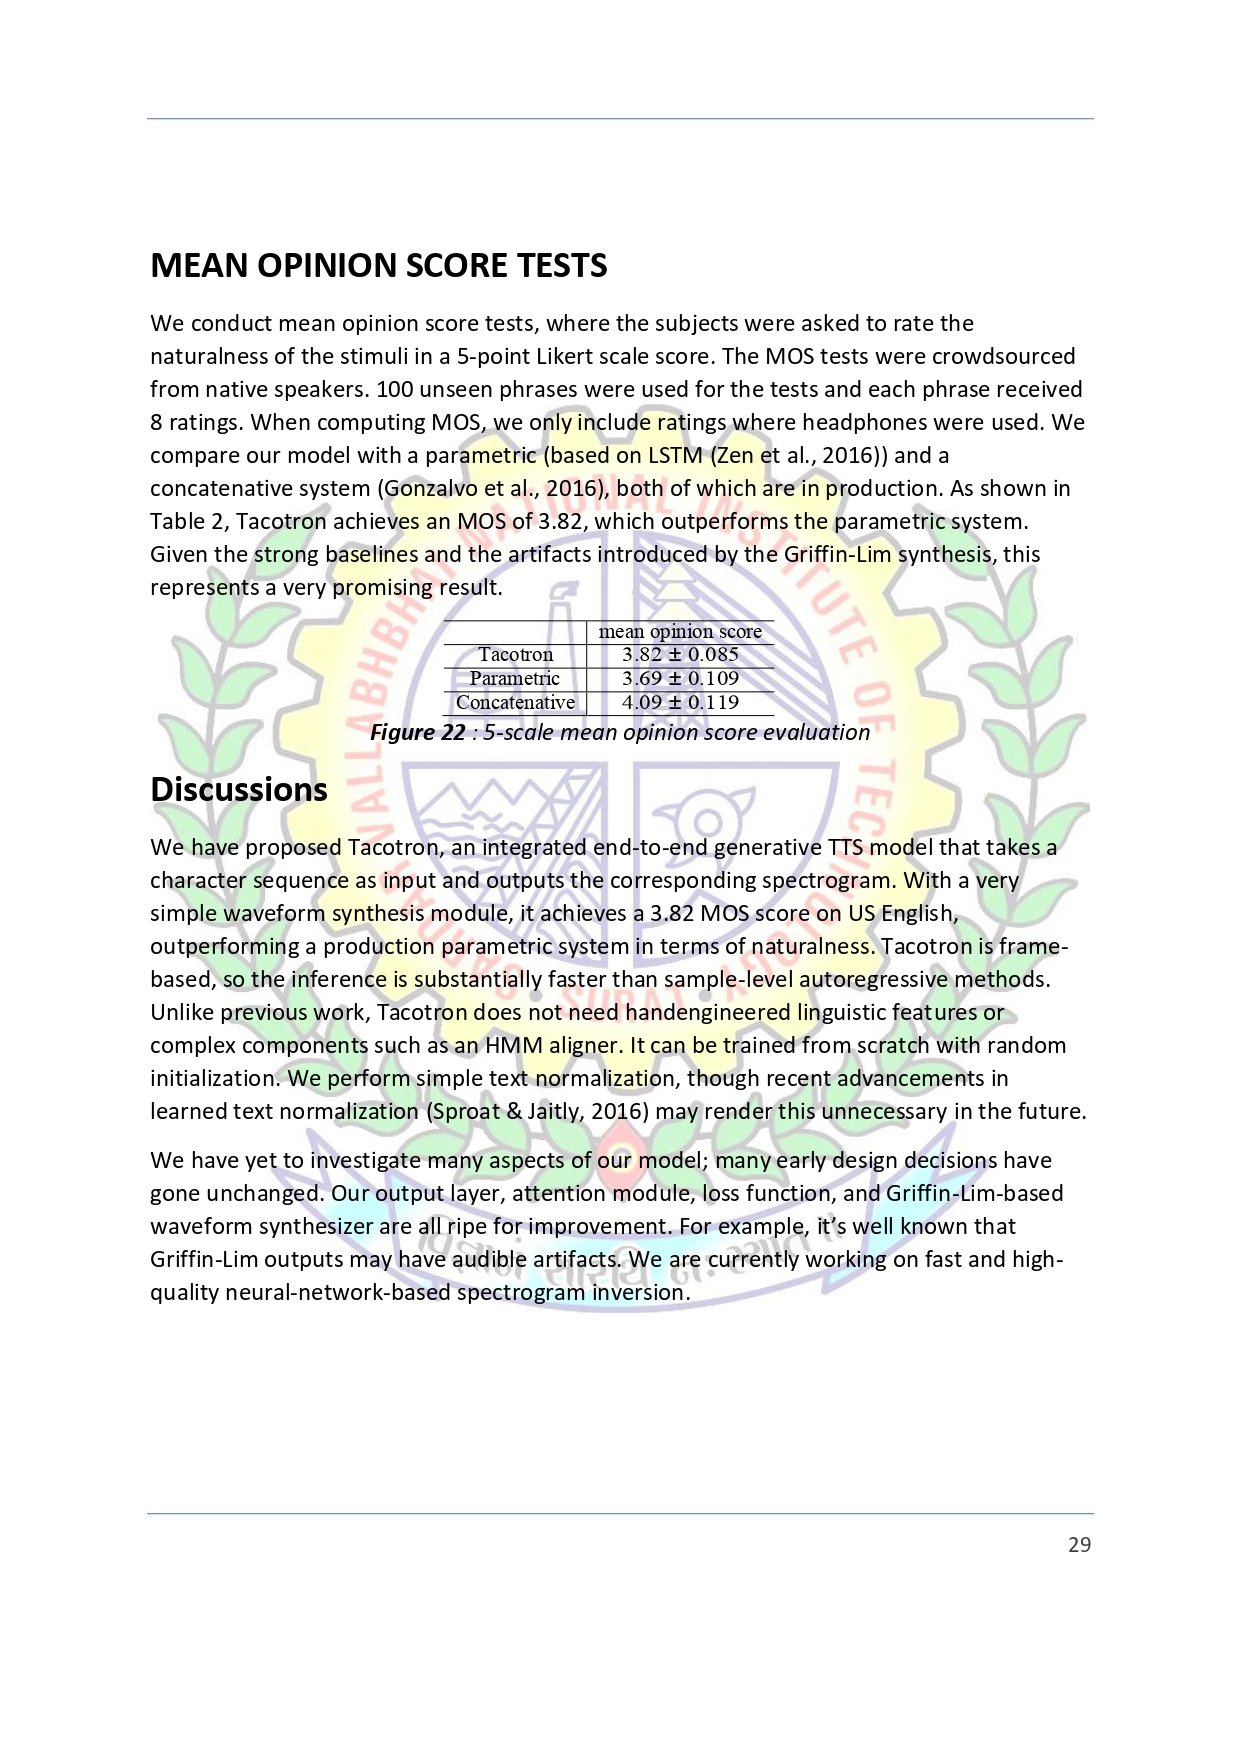 MEAN OPINION SCORE TESTS
We conduct mean opinion score tests, where the subjects were asked to rate the
naturalness of the stimuli in a 5-point Likert scale score. The MOS tests were crowdsourced
from native speakers. 100 unseen phrases were used for the tests and each phrase received
8 ratings. When computing MOS, we only include ratings where headphones were used. We
compare our model with a parametric (based on LSTM (Zen et al., 2016)) and a
concatenative system (Gonzalvo et al., 2016), both of which are in production. As shown in
Table 2, Tacotron achieves an MOS of 3.82, which outperforms the parametric system.
Given the strong baselines and the artifacts introduced by the Griffin-Lim synthesis, this
represents a very promising result.
mean opinion score
Tacotron 3.82 ± 0.085
Parametric 3.69 ± 0.109
Concatenative 4.09 ± 0.119
Figure 22 : 5-scale mean opinion score evaluation
Discussions
We have proposed Tacotron, an integrated end-to-end generative TTS model that takes a
character sequence as input and outputs the corresponding spectrogram. With a very
simple waveform synthesis module, it achieves a 3.82 MOS score on US English,
outperforming a production parametric system in terms of naturalness. Tacotron is frame-
based, so the inference is substantially faster than sample-level autoregressive methods.
Unlike previous work, Tacotron does not need handengineered linguistic features or
complex components such as an HMM aligner. It can be trained from scratch with random
initialization. We perform simple text normalization, though recent advancements in
learned text normalization (Sproat & Jaitly, 2016) may render this unnecessary in the future.
We have yet to investigate many aspects of our model; many early design decisions have
gone unchanged. Our output layer, attention module, loss function, and Griffin-Lim-based
waveform synthesizer are all ripe for improvement. For example, it’s well known that
Griffin-Lim outputs may have audible artifacts. We are currently working on fast and high-
quality neural-network-based spectrogram inversion.
29
SARDAR VALLABHBHAI NATIONAL INSTITUTE OF TECHNOLOGY
• SURAT •